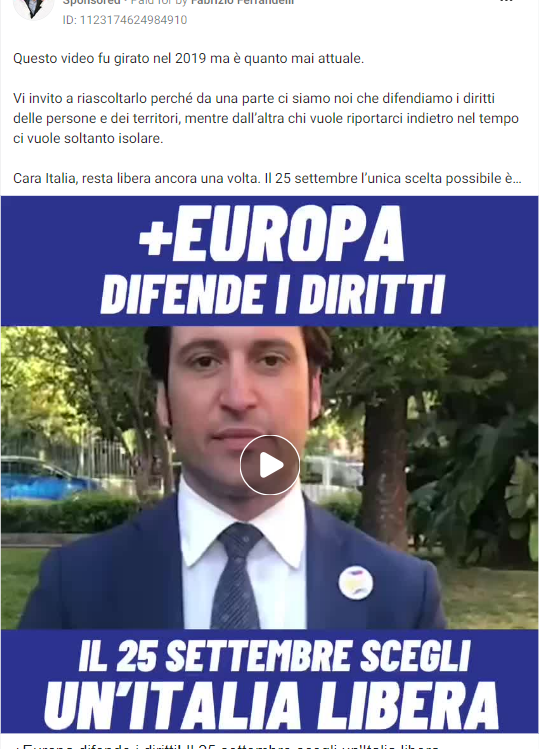 Sponsored • Paid for by Fabrizio Ferrandelli
ID: 1123174624984910
Questo video fu girato nel 2019 ma è quanto mai attuale.
Vi invito a riascoltarlo perché da una parte ci siamo noi che difendiamo i diritti
delle persone e dei territori, mentre dall’altra chi vuole riportarci indietro nel tempo
ci vuole soltanto isolare.
Cara Italia, resta libera ancora una volta. Il 25 settembre l’unica scelta possibile è…
+EUROPA
DIFENDE I DIRITTI
IL 25 SETTEMBRE SCEGLI
UN’ITALIA LIBERA
+Europa difende i diritti! Il 25 settembre scegli un'Italia libera